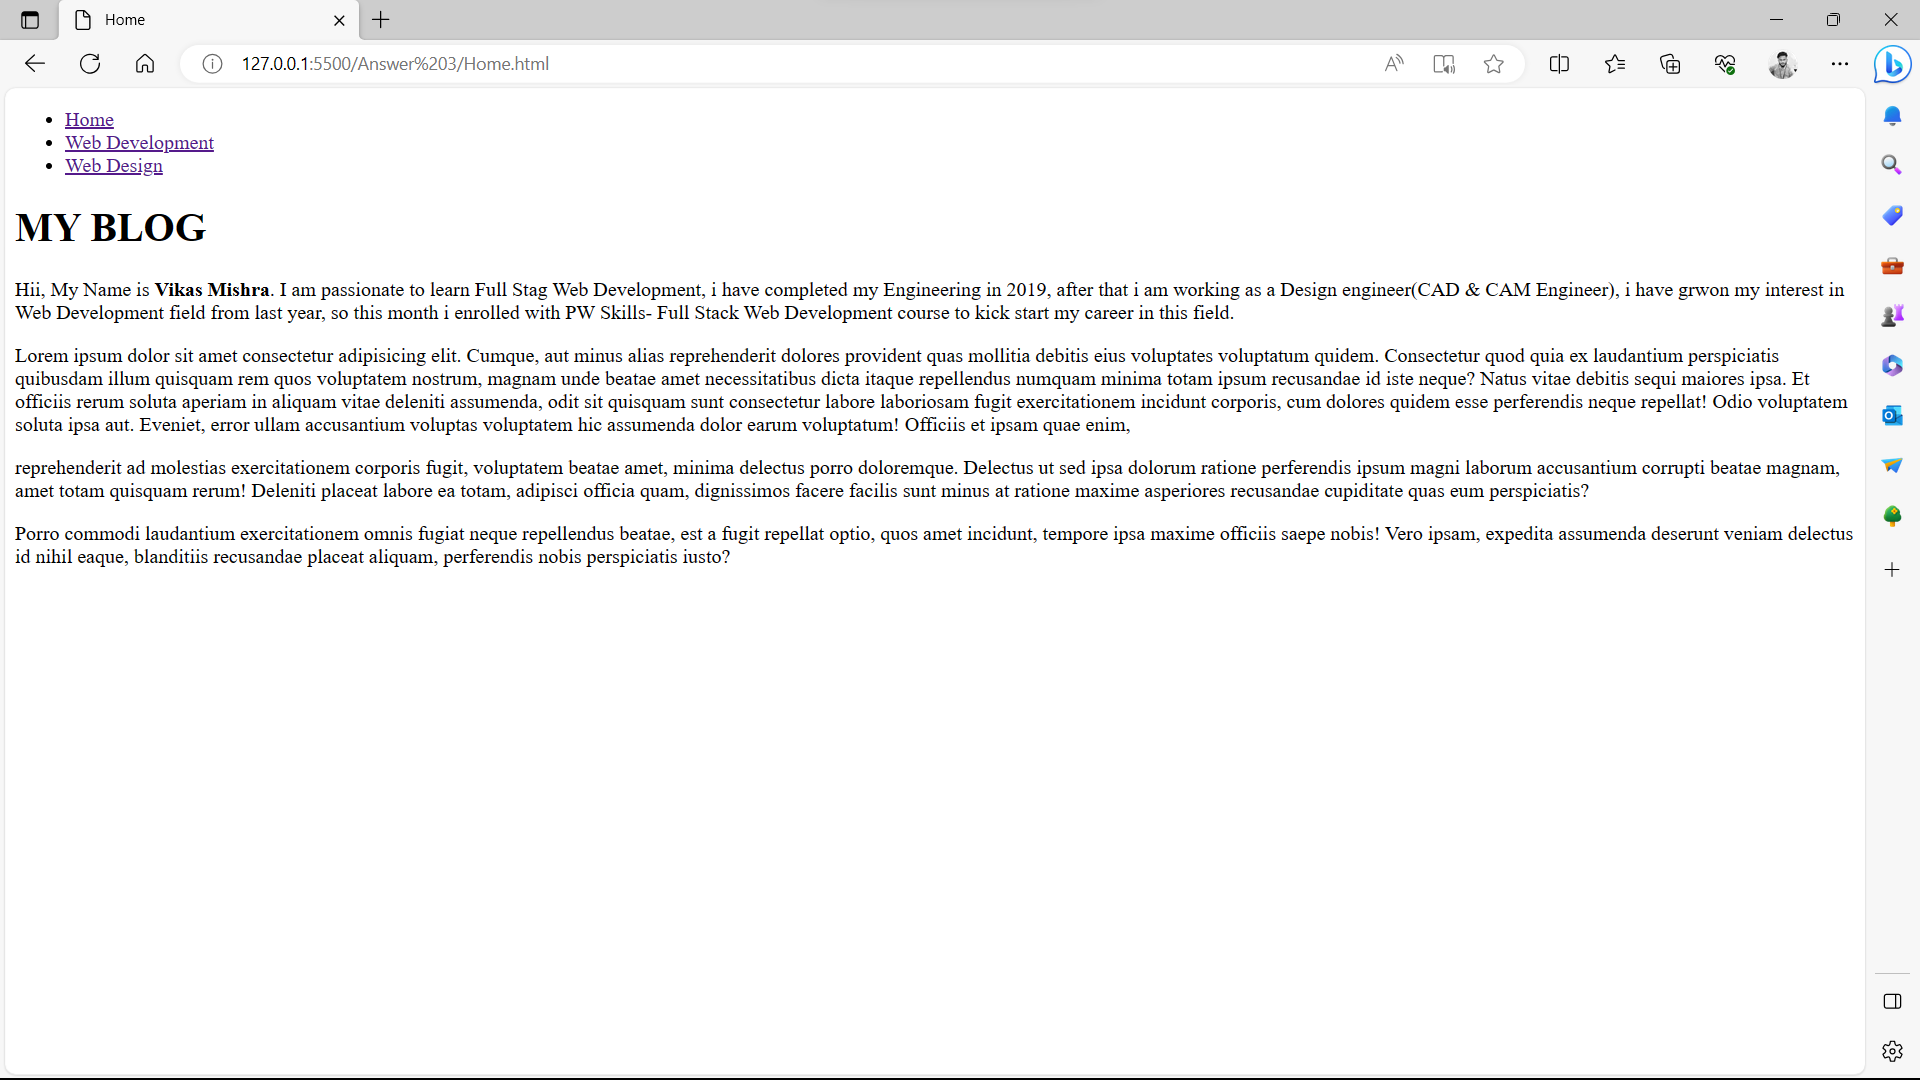 Home
127.0.0.1:5500/Answer%203/Home.html
Home
Web Development
Web Design
MY BLOG
Hii, My Name is Vikas Mishra. I am passionate to learn Full Stag Web Development, i have completed my Engineering in 2019, after that i am working as a Design engineer(CAD & CAM Engineer), i have grwon my interest in
Web Development field from last year, so this month i enrolled with PW Skills- Full Stack Web Development course to kick start my career in this field.
Lorem ipsum dolor sit amet consectetur adipisicing elit. Cumque, aut minus alias reprehenderit dolores provident quas mollitia debitis eius voluptates voluptatum quidem. Consectetur quod quia ex laudantium perspiciatis
quibusdam illum quisquam rem quos voluptatem nostrum, magnam unde beatae amet necessitatibus dicta itaque repellendus numquam minima totam ipsum recusandae id iste neque? Natus vitae debitis sequi maiores ipsa. Et
officiis rerum soluta aperiam in aliquam vitae deleniti assumenda, odit sit quisquam sunt consectetur labore laboriosam fugit exercitationem incidunt corporis, cum dolores quidem esse perferendis neque repellat! Odio voluptatem
soluta ipsa aut. Eveniet, error ullam accusantium voluptas voluptatem hic assumenda dolor earum voluptatum! Officiis et ipsam quae enim,
reprehenderit ad molestias exercitationem corporis fugit, voluptatem beatae amet, minima delectus porro doloremque. Delectus ut sed ipsa dolorum ratione perferendis ipsum magni laborum accusantium corrupti beatae magnam,
amet totam quisquam rerum! Deleniti placeat labore ea totam, adipisci officia quam, dignissimos facere facilis sunt minus at ratione maxime asperiores recusandae cupiditate quas eum perspiciatis?
Porro commodi laudantium exercitationem omnis fugiat neque repellendus beatae, est a fugit repellat optio, quos amet incidunt, tempore ipsa maxime officiis saepe nobis! Vero ipsam, expedita assumenda deserunt veniam delectus
id nihil eaque, blanditiis recusandae placeat aliquam, perferendis nobis perspiciatis iusto?